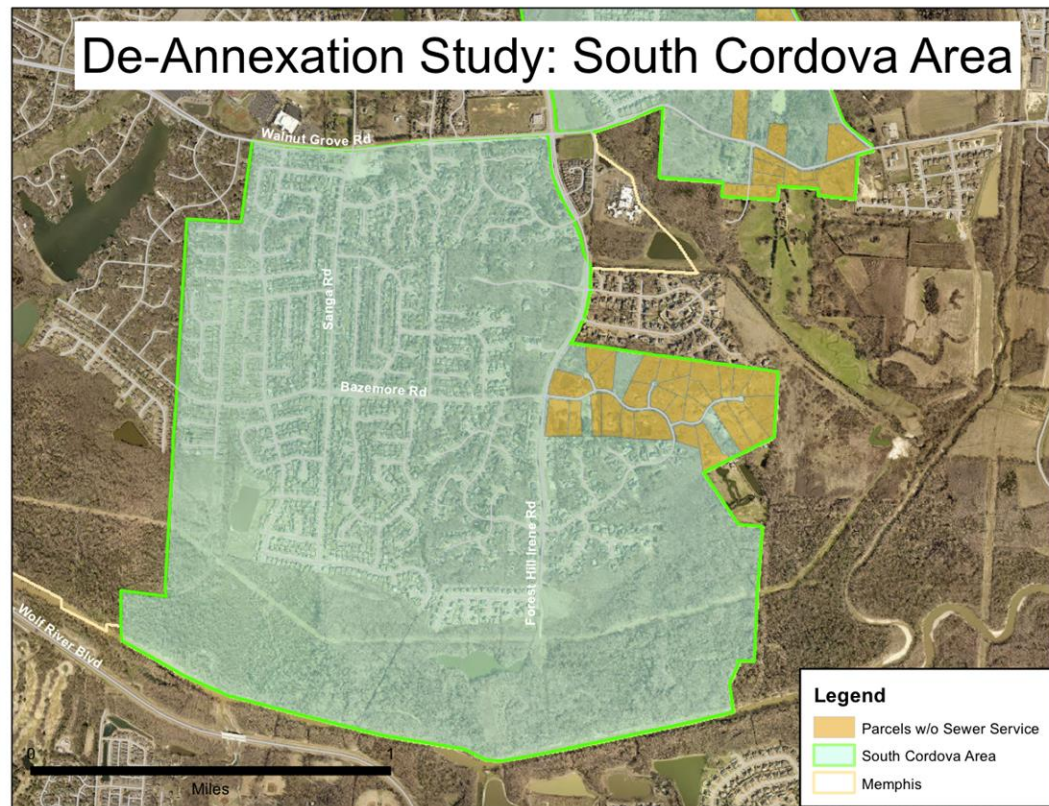 De-Annexation Study: South Cordova Area
Walnut Grove Rd
Sanga Rd
Bazemore Rd
Forest Hill Irene Rd
Wolf River Blvd
0 1
Miles
Legend
Parcels w/o Sewer Service
South Cordova Area
Memphis